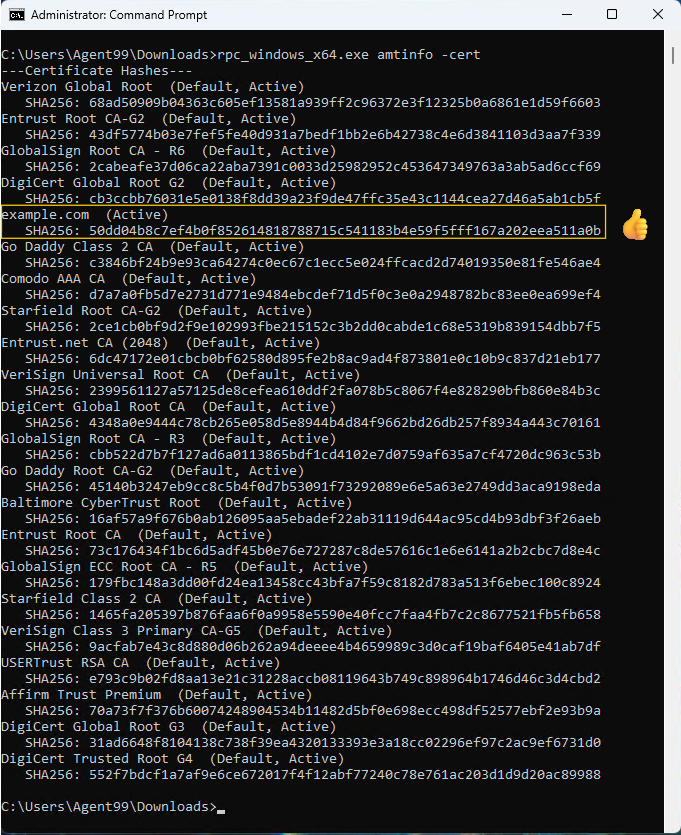 Administrator: Command Prompt
C:\Users\Agent99\Downloads>rpc_windows_x64.exe amtinfo -cert
---Certificate Hashes---
Verizon Global Root  (Default, Active)
   SHA256: 68ad50909b04363c605ef13581a939ff2c96372e3f12325b0a6861e1d59f6603
Entrust Root CA-G2  (Default, Active)
   SHA256: 43df5774b03e7fef5fe40d931a7bedf1bb2e6b42738c4e6d3841103d3aa7f339
GlobalSign Root CA - R6  (Default, Active)
   SHA256: 2cabeafe37d06ca22aba7391c0033d25982952c453647349763a3ab5ad6ccf69
DigiCert Global Root G2  (Default, Active)
   SHA256: cb3ccbb76031e5e0138f8dd39a23f9de47ffc35e43c1144cea27d46a5ab1cb5f
example.com  (Active)
   SHA256: 50dd04b8c7ef4b0f852614818788715c541183b4e59f5fff167a202eea511a0b
Go Daddy Class 2 CA  (Default, Active)
   SHA256: c3846bf24b9e93ca64274c0ec67c1ecc5e024ffcacd2d74019350e81fe546ae4
Comodo AAA CA  (Default, Active)
   SHA256: d7a7a0fb5d7e2731d771e9484ebcdef71d5f0c3e0a2948782bc83ee0ea699ef4
Starfield Root CA-G2  (Default, Active)
   SHA256: 2ce1cb0bf9d2f9e102993fbe215152c3b2dd0cabde1c68e5319b839154dbb7f5
Entrust.net CA (2048)  (Default, Active)
   SHA256: 6dc47172e01cbcb0bf62580d895fe2b8ac9ad4f873801e0c10b9c837d21eb177
VeriSign Universal Root CA  (Default, Active)
   SHA256: 2399561127a57125de8cefea610ddf2fa078b5c8067f4e828290bfb860e84b3c
DigiCert Global Root CA  (Default, Active)
   SHA256: 4348a0e9444c78cb265e058d5e8944b4d84f9662bd26db257f8934a443c70161
GlobalSign Root CA - R3  (Default, Active)
   SHA256: cbb522d7b7f127ad6a0113865bdf1cd4102e7d0759af635a7cf4720dc963c53b
Go Daddy Root CA-G2  (Default, Active)
   SHA256: 45140b3247eb9cc8c5b4f0d7b53091f73292089e6e5a63e2749dd3aca9198eda
Baltimore CyberTrust Root  (Default, Active)
   SHA256: 16af57a9f676b0ab126095aa5ebadef22ab31119d644ac95cd4b93dbf3f26aeb
Entrust Root CA  (Default, Active)
   SHA256: 73c176434f1bc6d5adf45b0e76e727287c8de57616c1e6e6141a2b2cbc7d8e4c
GlobalSign ECC Root CA - R5  (Default, Active)
   SHA256: 179fbc148a3dd00fd24ea13458cc43bfa7f59c8182d783a513f6ebec100c8924
Starfield Class 2 CA  (Default, Active)
   SHA256: 1465fa205397b876faa6f0a9958e5590e40fcc7faa4fb7c2c8677521fb5fb658
VeriSign Class 3 Primary CA-G5  (Default, Active)
   SHA256: 9acfab7e43c8d880d06b262a94deeee4b4659989c3d0caf19baf6405e41ab7df
USERTrust RSA CA  (Default, Active)
   SHA256: e793c9b02fd8aa13e21c31228accb08119643b749c898964b1746d46c3d4cbd2
Affirm Trust Premium  (Default, Active)
   SHA256: 70a73f7f376b60074248904534b11482d5bf0e698ecc498df52577ebf2e93b9a
DigiCert Global Root G3  (Default, Active)
   SHA256: 31ad6648f8104138c738f39ea4320133393e3a18cc02296ef97c2ac9ef6731d0
DigiCert Trusted Root G4  (Default, Active)
   SHA256: 552f7bdcf1a7af9e6ce672017f4f12abf77240c78e761ac203d1d9d20ac89988
C:\Users\Agent99\Downloads>